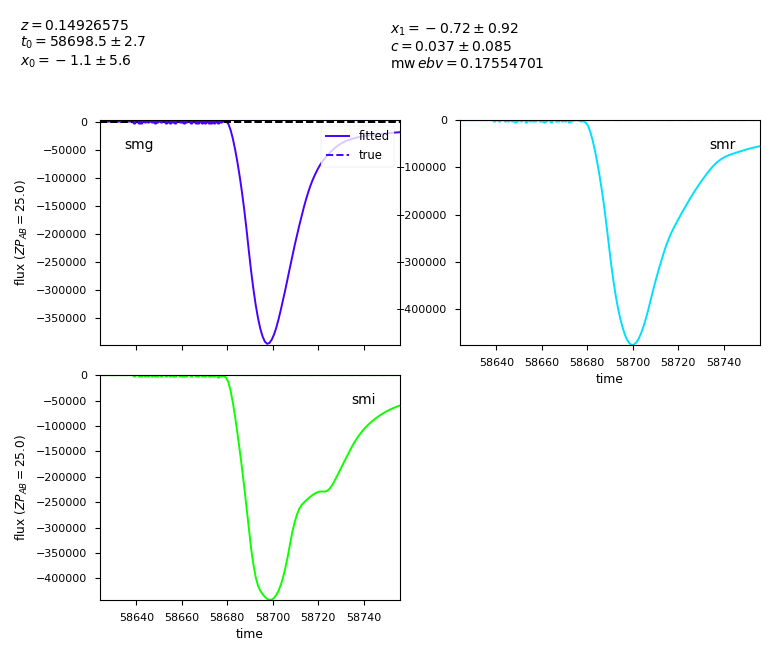 z = 0.14926575
t₀ = 58698.5 ± 2.7
x₀ = −1.1 ± 5.6
x₁ = −0.72 ± 0.92
c = 0.037 ± 0.085
mw ebv = 0.17554701
flux (ZP_AB = 25.0)
0
−50000
−100000
−150000
−200000
−250000
−300000
−350000
smg
fitted
true
0
−100000
−200000
−300000
−400000
smr
58640 58660 58680 58700 58720 58740
time
flux (ZP_AB = 25.0)
0
−50000
−100000
−150000
−200000
−250000
−300000
−350000
−400000
smi
58640 58660 58680 58700 58720 58740
time